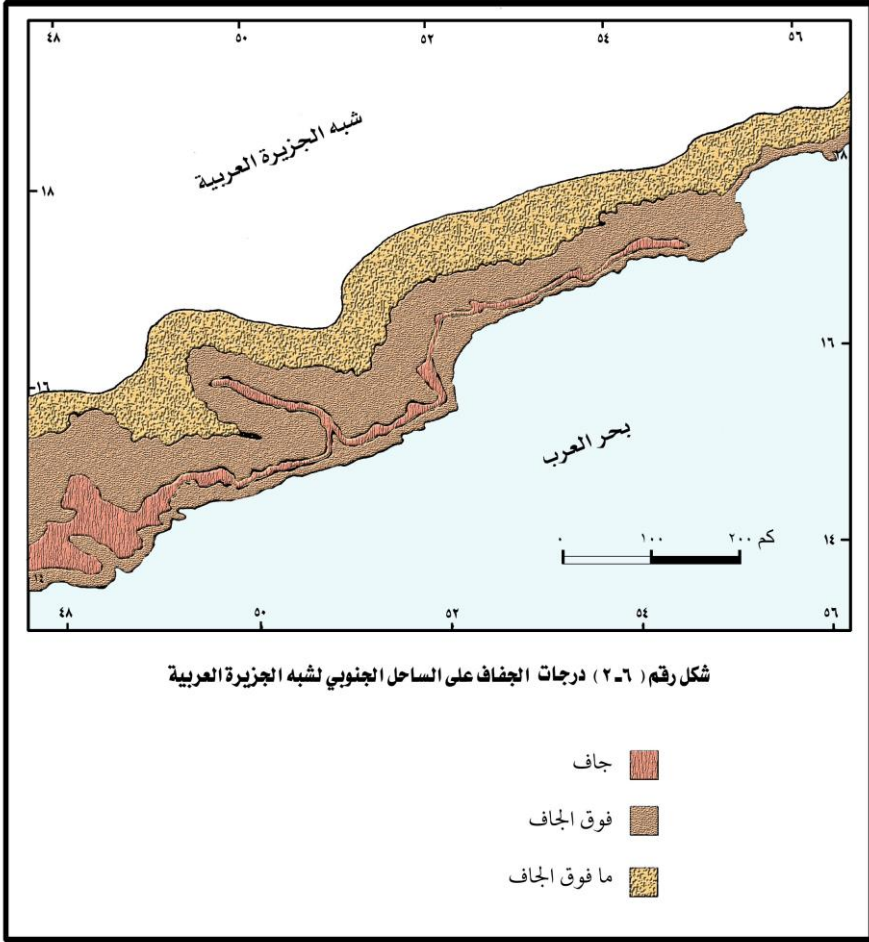 ٤٨ ٥٠ ٥٢ ٥٤ ٥٦
شبه الجزيرة العربية
١٨ ١٨
١٦ ١٦
بحر العرب
٠ ١٠٠ ٢٠٠ كم
١٤ ١٤
٤٨ ٥٠ ٥٢ ٥٤ ٥٦
شكل رقم ( ٦-٢ ) درجات الجفاف على الساحل الجنوبي لشبه الجزيرة العربية
جاف
فوق الجاف
ما فوق الجاف